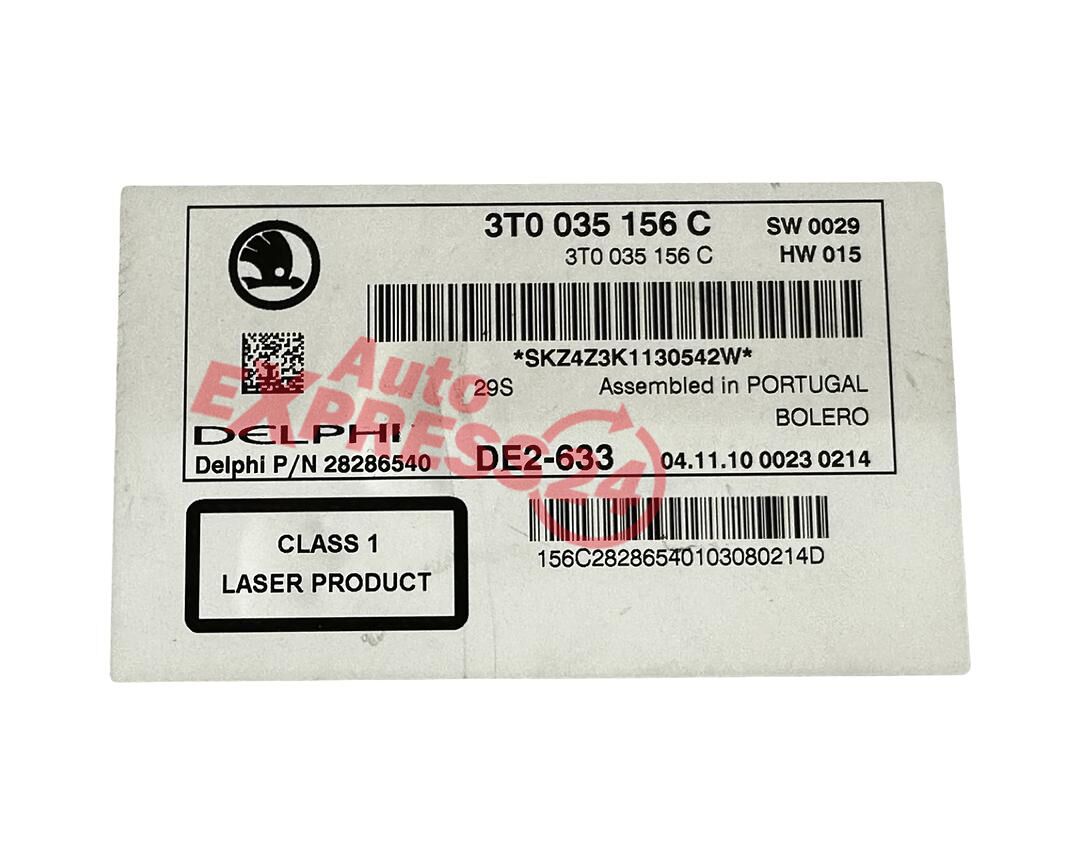 3T0 035 156 C SW 0029
3T0 035 156 C HW 015
*SKZ4Z3K1130542W*
29S Assembled in PORTUGAL
BOLERO
DELPHI
Delphi P/N 28286540 DE2-633 04.11.10 0023 0214
Auto
EXPRESS24
CLASS 1
LASER PRODUCT
156C28286540103080214D